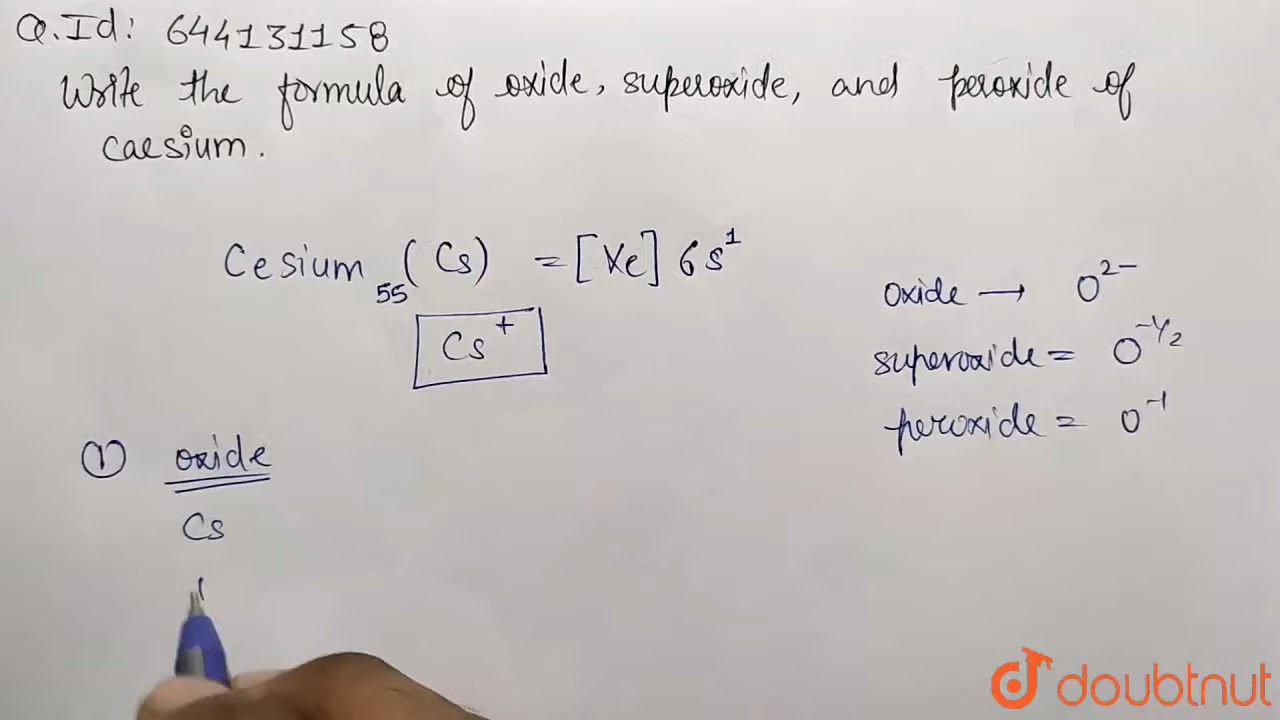 Q.Id: 644131158
Write the formula of oxide, superoxide, and peroxide of
caesium.
Cesium 55(Cs) = [Xe] 6s¹
Cs⁺
oxide → O²⁻
superoxide = O⁻¹/²
peroxide = O⁻¹
① oxide
Cs
doubtnut